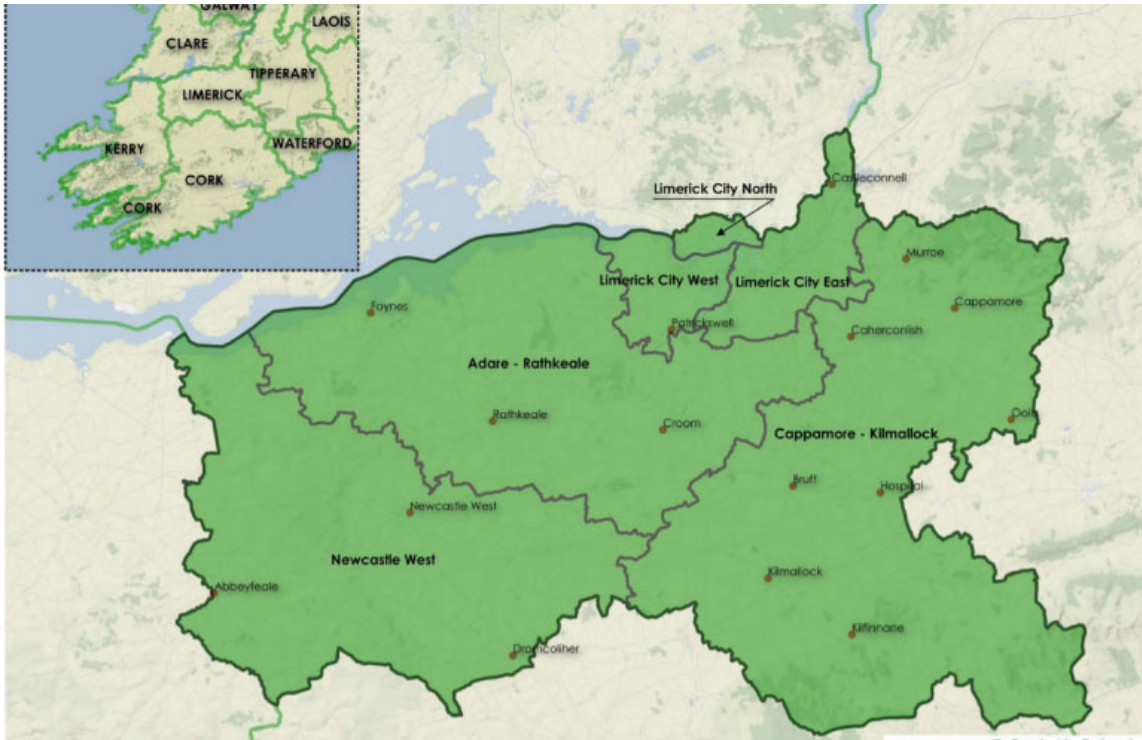 GALWAY
LAOIS
CLARE
TIPPERARY
LIMERICK
WATERFORD
KERRY
CORK
CORK
Castleconnell
Limerick City North
Murroe
Limerick City West
Limerick City East
Cappamore
Foynes
Patrickswell
Caherconlish
Adare - Rathkeale
Rathkeale
Croom
Cappamore - Kilmallock
Bruff
Hospital
Newcastle West
Newcastle West
Kilmallock
Abbeyfeale
Kilfinnane
Dromcoliher